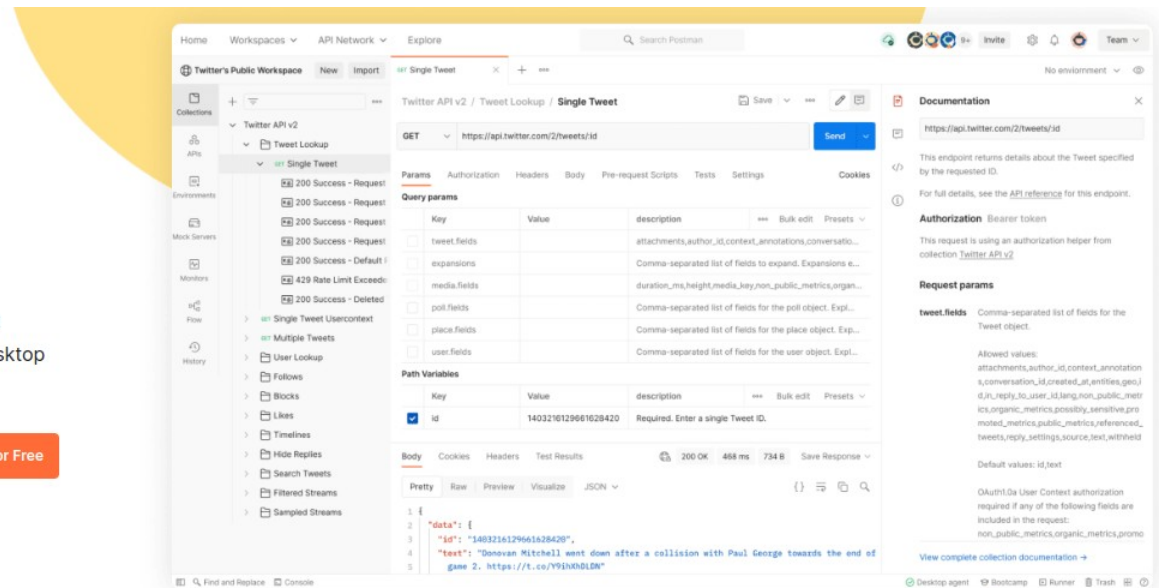 Home Workspaces API Network Explore
Search Postman
9+ Invite Team
Twitter's Public Workspace New Import
GET Single Tweet
No enviornment
Collections
APIs
Environments
Mock Servers
Monitors
Flow
History
Twitter API v2
Tweet Lookup
GET Single Tweet
200 Success - Request
200 Success - Request
200 Success - Request
200 Success - Request
200 Success - Default
429 Rate Limit Exceede
200 Success - Deleted
GET Single Tweet Usercontext
GET Multiple Tweets
User Lookup
Follows
Blocks
Likes
Timelines
Hide Replies
Search Tweets
Filtered Streams
Sampled Streams
Twitter API v2 / Tweet Lookup / Single Tweet
Save
GET https://api.twitter.com/2/tweets/:id
Send
Params Authorization Headers Body Pre-request Scripts Tests Settings Cookies
Query params
Key Value description Bulk edit Presets
tweet.fields attachments,author_id,context_annotations,conversatio...
expansions Comma-separated list of fields to expand. Expansions e...
media.fields duration_ms,height,media_key,non_public_metrics,organ...
poll.fields Comma-separated list of fields for the poll object. Expl...
place.fields Comma-separated list of fields for the place object. Exp...
user.fields Comma-separated list of fields for the user object. Expl...
Path Variables
Key Value description Bulk edit Presets
id 1403216129661628420 Required. Enter a single Tweet ID.
Body Cookies Headers Test Results 200 OK 468 ms 734 B Save Response
Pretty Raw Preview Visualize JSON
1 {
2 "data": {
3 "id": "1403216129661628420",
4 "text": "Donovan Mitchell went down after a collision with Paul George towards the end of
5 game 2. https://t.co/Y9ihXhDLDN"
Documentation
https://api.twitter.com/2/tweets/:id
This endpoint returns details about the Tweet specified
by the requested ID.
For full details, see the API reference for this endpoint.
Authorization Bearer token
This request is using an authorization helper from
collection Twitter API v2
Request params
tweet.fields Comma-separated list of fields for the
Tweet object.
Allowed values:
attachments,author_id,context_annotation
s,conversation_id,created_at,entities,geo,i
d,in_reply_to_user_id,lang,non_public_metr
ics,organic_metrics,possibly_sensitive,pro
moted_metrics,public_metrics,referenced_
tweets,reply_settings,source,text,withheld
Default values: id,text
OAuth1.0a User Context authorization
required if any of the following fields are
included in the request:
non_public_metrics,organic_metrics,promo
View complete collection documentation →
Find and Replace Console
Desktop agent Bootcamp Runner Trash
sktop
or Free